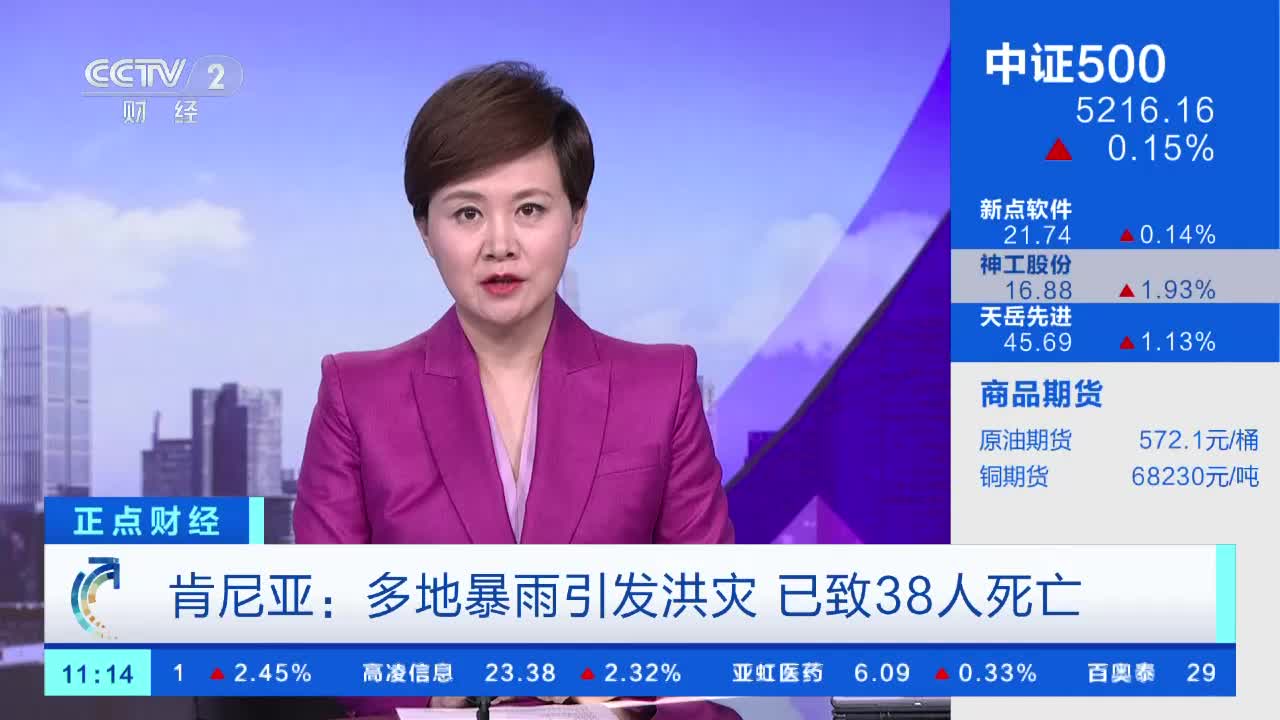 CCTV 2
财 经
中证500
5216.16
▲ 0.15%
新点软件
21.74 ▲0.14%
神工股份
16.88 ▲1.93%
天岳先进
45.69 ▲1.13%
商品期货
原油期货 572.1元/桶
铜期货 68230元/吨
正点财经
肯尼亚：多地暴雨引发洪灾 已致38人死亡
11:14 1 ▲2.45% 高凌信息 23.38 ▲2.32% 亚虹医药 6.09 ▲0.33% 百奥泰 29